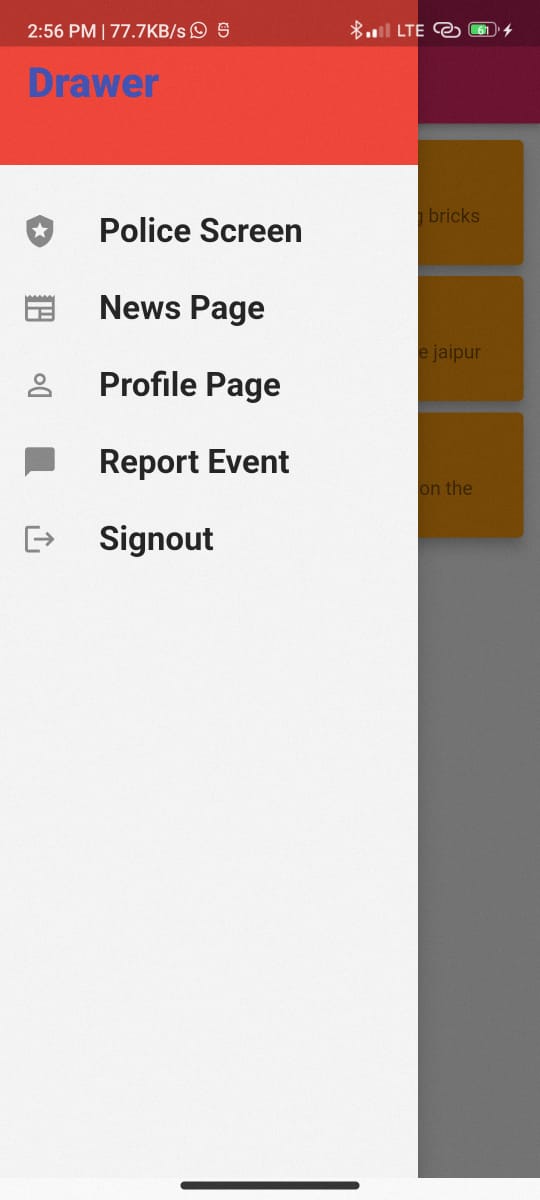 2:56 PM | 77.7KB/s LTE 61
Drawer
Police Screen
bricks
News Page
jaipur
Profile Page
Report Event
on the
Signout